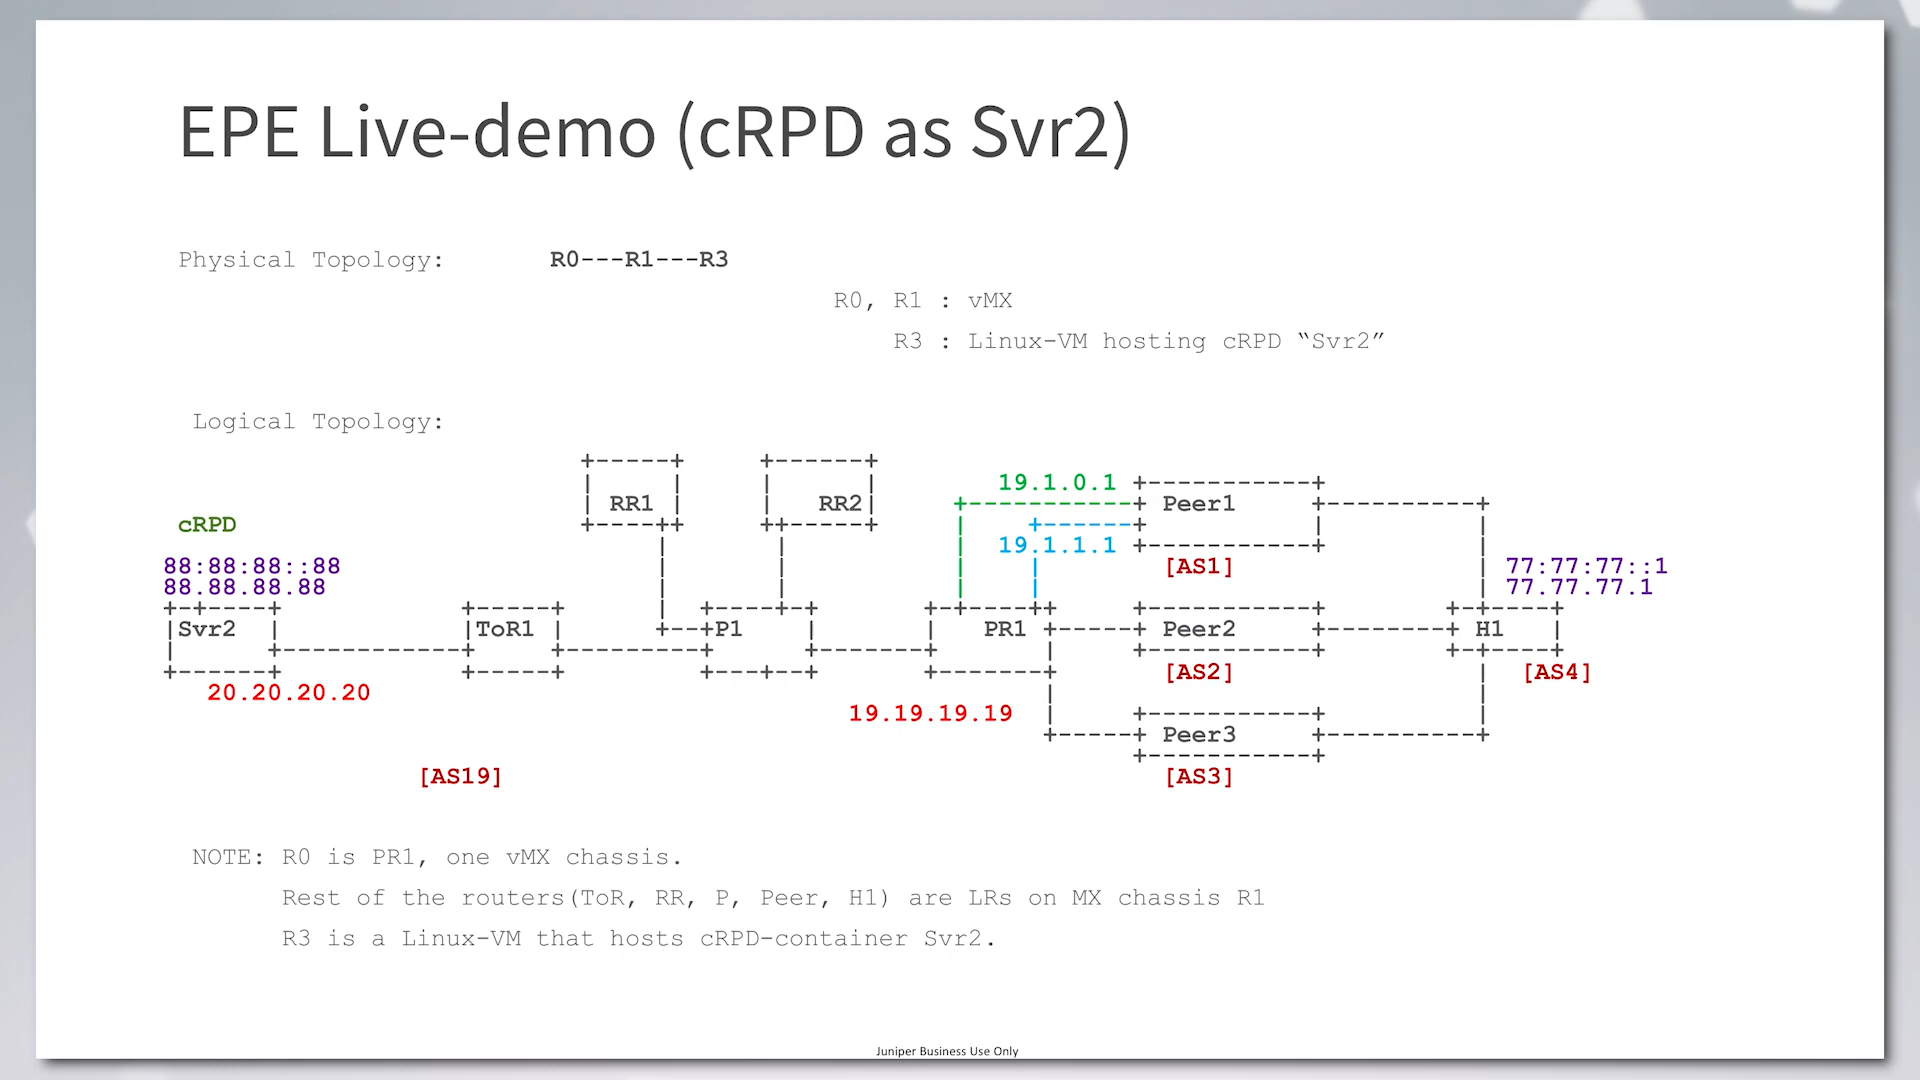 EPE Live-demo (cRPD as Svr2)
Physical Topology: R0---R1---R3
R0, R1 : vMX
R3 : Linux-VM hosting cRPD “Svr2”
Logical Topology:
RR1 RR2 19.1.0.1 Peer1
cRPD
19.1.1.1
88:88:88::88 [AS1] 77:77:77::1
88.88.88.88 77.77.77.1
Svr2 ToR1 P1 PR1 Peer2 H1
[AS2] [AS4]
20.20.20.20
19.19.19.19
Peer3
[AS19] [AS3]
NOTE: R0 is PR1, one vMX chassis.
Rest of the routers(ToR, RR, P, Peer, H1) are LRs on MX chassis R1
R3 is a Linux-VM that hosts cRPD-container Svr2.
Juniper Business Use Only